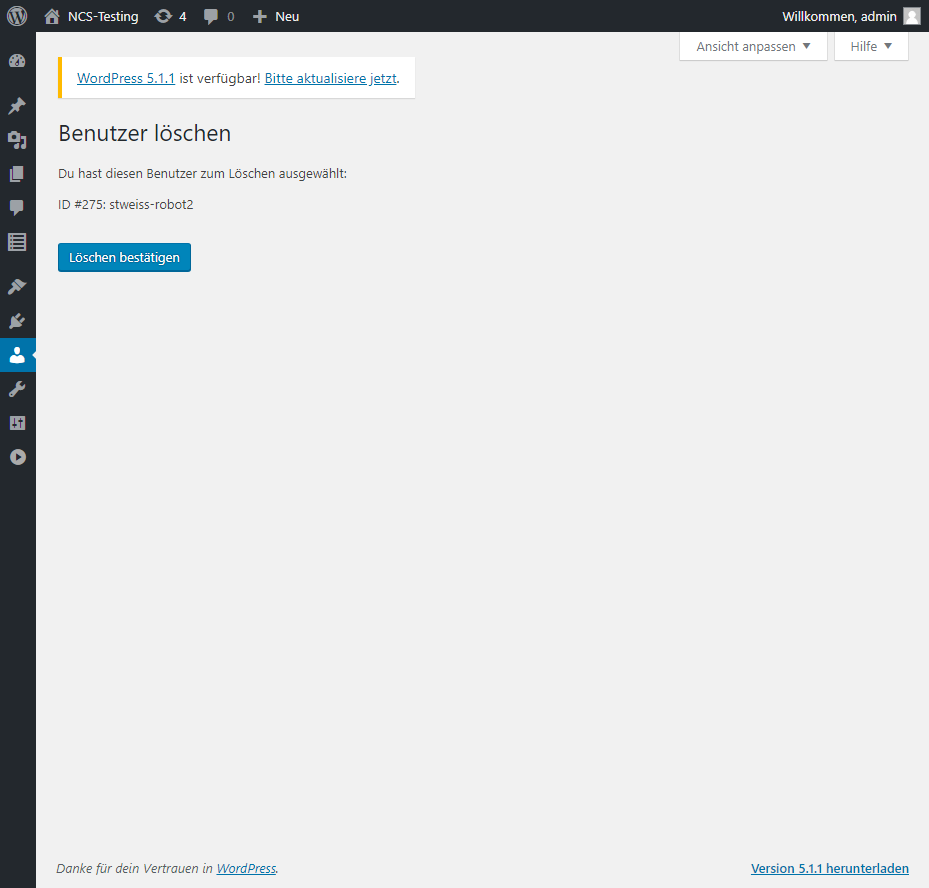 NCS-Testing 4 0 Neu Willkommen, admin
Ansicht anpassen Hilfe
WordPress 5.1.1 ist verfügbar! Bitte aktualisiere jetzt.
Benutzer löschen
Du hast diesen Benutzer zum Löschen ausgewählt:
ID #275: stweiss-robot2
Löschen bestätigen
Danke für dein Vertrauen in WordPress. Version 5.1.1 herunterladen